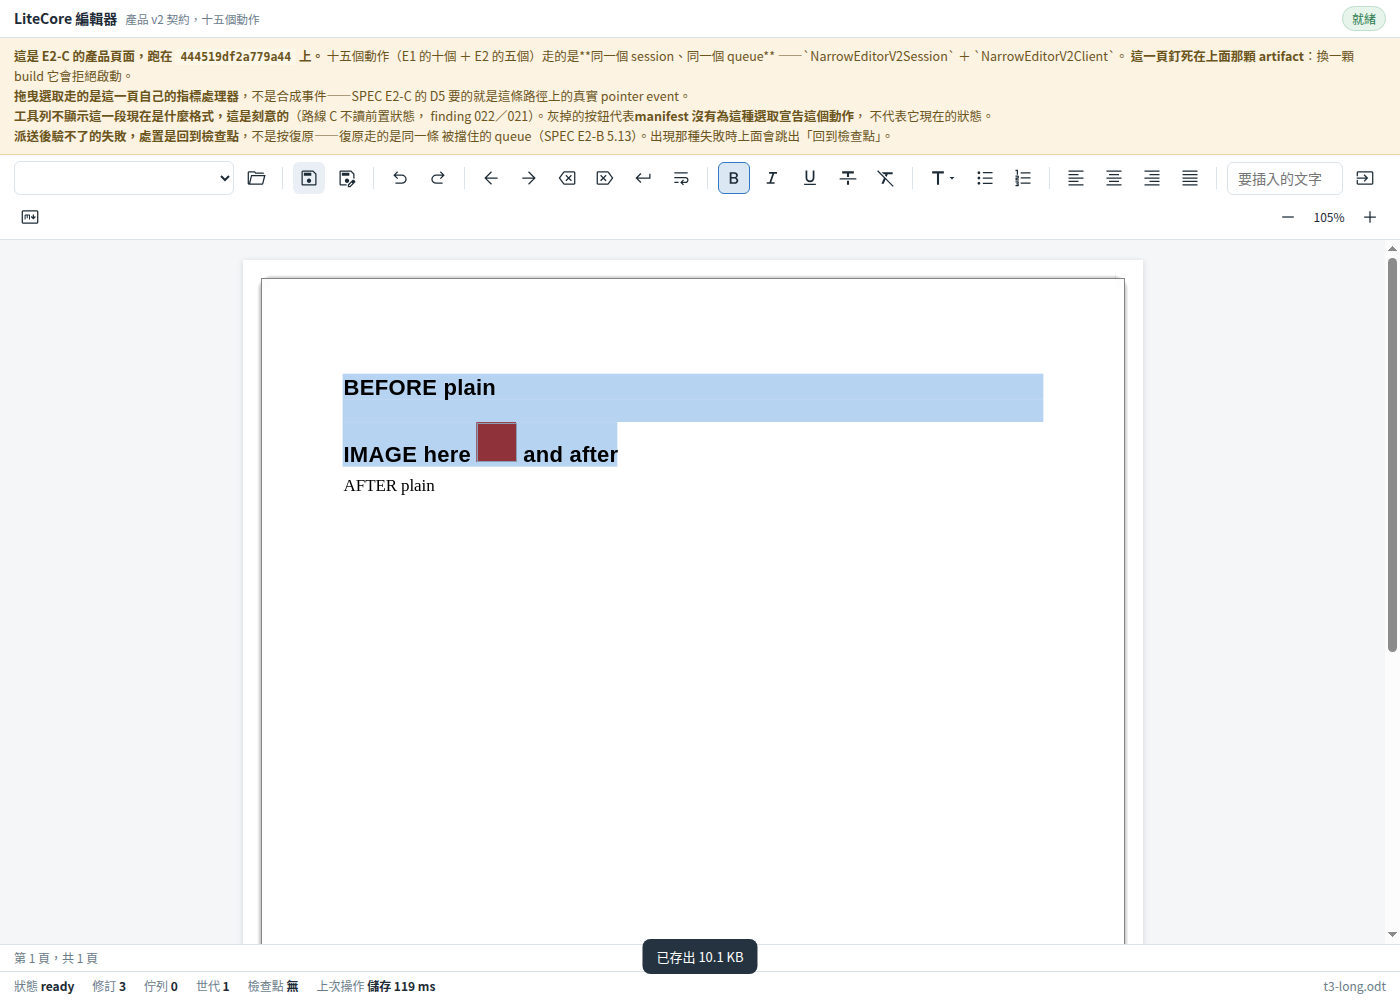 LiteCore 編輯器 產品 v2 契約，十五個動作 就緒
這是 E2-C 的產品頁面，跑在 444519df2a779a44 上。 十五個動作（E1 的十個 ＋ E2 的五個）走的是**同一個 session、同一個 queue** ——`NarrowEditorV2Session` ＋ `NarrowEditorV2Client`。 這一頁釘死在上面那顆 artifact：換一顆
build 它會拒絕啟動。
拖曳選取走的是這一頁自己的指標處理器，不是合成事件——SPEC E2-C 的 D5 要的就是這條路徑上的真實 pointer event。
工具列不顯示這一段現在是什麼格式，這是刻意的（路線 C 不讀前置狀態， finding 022／021）。灰掉的按鈕代表manifest 沒有為這種選取宣告這個動作， 不代表它現在的狀態。
派送後驗不了的失敗，處置是回到檢查點，不是按復原——復原走的是同一條 被擋住的 queue（SPEC E2-B 5.13）。出現那種失敗時上面會跳出「回到檢查點」。
B I U T T 要插入的文字
105%
BEFORE plain
IMAGE here and after
AFTER plain
已存出 10.1 KB
第 1 頁，共 1 頁
狀態 ready 修訂 3 佇列 0 世代 1 檢查點 無 上次操作 儲存 119 ms t3-long.odt